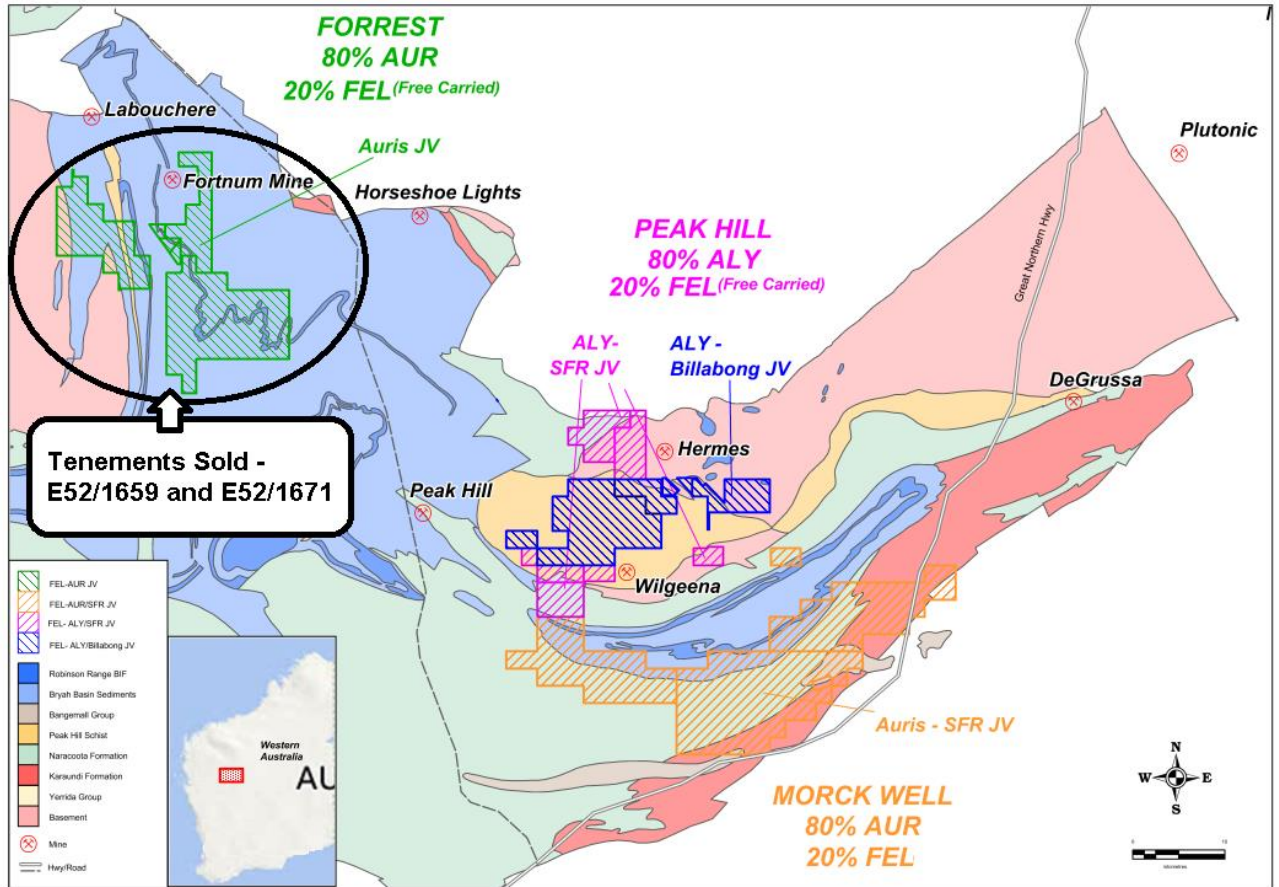 FORREST
80% AUR
20% FEL (Free Carried)
Labouchere
Auris JV
Plutonic
Fortnum Mine
Horseshoe Lights
PEAK HILL
80% ALY
20% FEL (Free Carried)
Great Northern Hwy
ALY-
SFR JV
ALY -
Billabong JV
DeGrussa
Tenements Sold -
E52/1659 and E52/1671
Hermes
Peak Hill
Wilgeena
FEL-AUR JV
FEL-AUR/SFR JV
FEL- ALY/SFR JV
FEL- ALY/Billabong JV
Robinson Range BIF
Bryah Basin Sediments
Bangemall Group
Peak Hill Schist
Naracoota Formation
Karaundi Formation
Yerrida Group
Basement
Mine
Hwy/Road
Western
Australia
AU
Auris - SFR JV
MORCK WELL
80% AUR
20% FEL
N
W E
S
0 10
kilometres